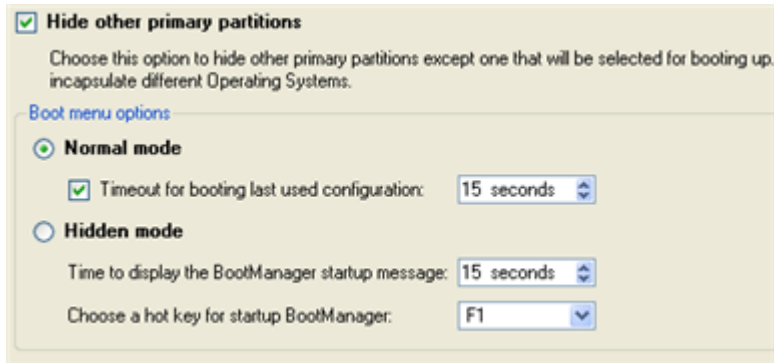 Hide other primary partitions
Choose this option to hide other primary partitions except one that will be selected for booting up.
incapsulate different Operating Systems.
Boot menu options
Normal mode
Timeout for booting last used configuration: 15 seconds
Hidden mode
Time to display the BootManager startup message: 15 seconds
Choose a hot key for startup BootManager: F1